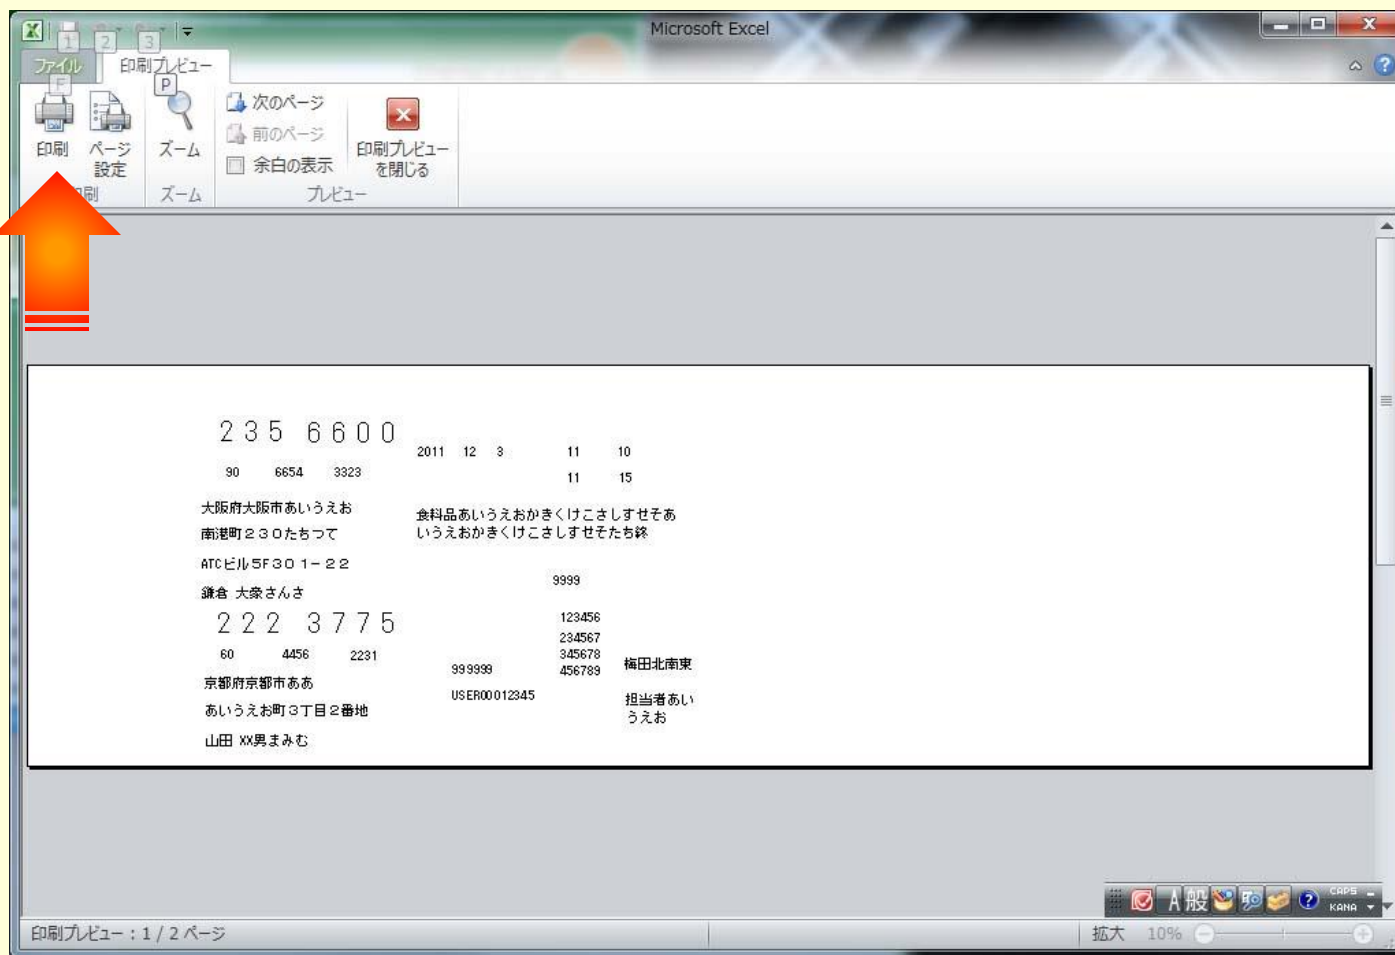 Microsoft Excel
1 2 3
ファイル 印刷プレビュー
F P
印刷 ページ設定 ズーム 次のページ 前のページ 余白の表示 印刷プレビューを閉じる
刷 ズーム プレビュー
235 6600
2011 12 3 11 10
90 6654 3323
11 15
大阪府大阪市あいうえお
食料品あいうえおかきくけこさしすせそあ
南港町230たちつて
いうえおかきくけこさしすせそたち終
ATCビル5F301-22
9999
鎌倉 大象さんさ
123456
222 3775
234567
60 4456 2231
345678
999999
456789
梅田北南東
京都府京都市ああ
USER00012345
担当者あい
あいうえお町3丁目2番地
うえお
山田 XX男まみむ
A 般 CAPS KANA
印刷プレビュー:1/2 ページ
拡大 10%